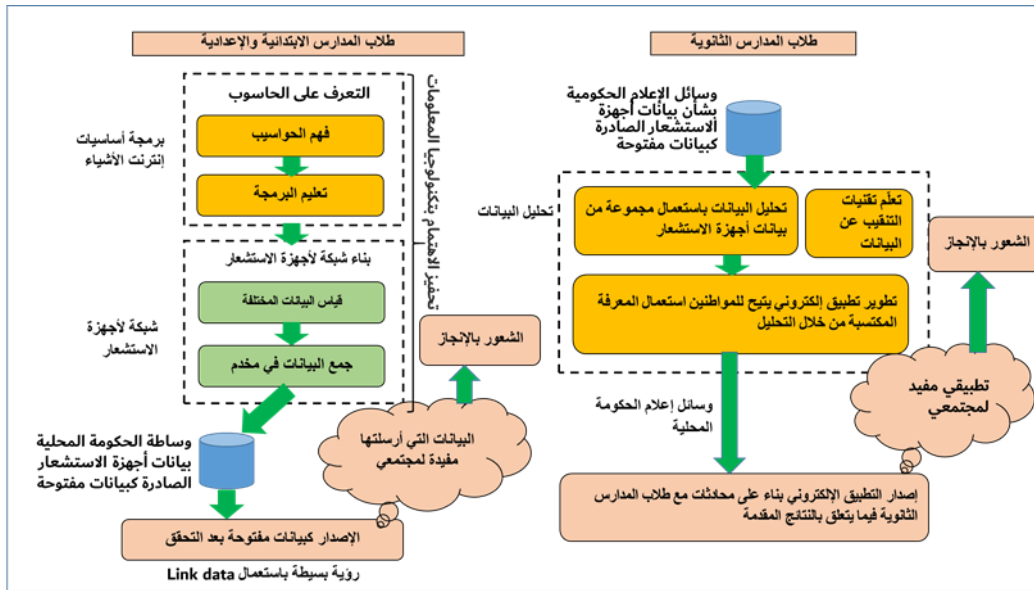 طلاب المدارس الثانوية
وسائل الإعلام الحكومية
بشأن بيانات أجهزة
الاستشعار الصادرة
كبيانات مفتوحة
تحليل البيانات
تعلّم تقنيات
التنقيب عن
البيانات
تحليل البيانات باستعمال مجموعة من
بيانات أجهزة الاستشعار
تطوير تطبيق إلكتروني يتيح للمواطنين استعمال المعرفة
المكتسبة من خلال التحليل
الشعور بالإنجاز
تطبيقي مفيد
لمجتمعي
وسائل إعلام الحكومة
المحلية
إصدار التطبيق الإلكتروني بناء على محادثات مع طلاب المدارس
الثانوية فيما يتعلق بالنتائج المقدمة
طلاب المدارس الابتدائية والإعدادية
تحفيز الاهتمام بتكنولوجيا المعلومات
التعرف على الحاسوب
فهم الحواسيب
تعليم البرمجة
برمجة أساسيات
إنترنت الأشياء
بناء شبكة لأجهزة الاستشعار
قياس البيانات المختلفة
جمع البيانات في مخدم
شبكة لأجهزة
الاستشعار
الشعور بالإنجاز
البيانات التي أرسلتها
مفيدة لمجتمعي
وساطة الحكومة المحلية
بيانات أجهزة الاستشعار
الصادرة كبيانات مفتوحة
الإصدار كبيانات مفتوحة بعد التحقق
رؤية بسيطة باستعمال Link data